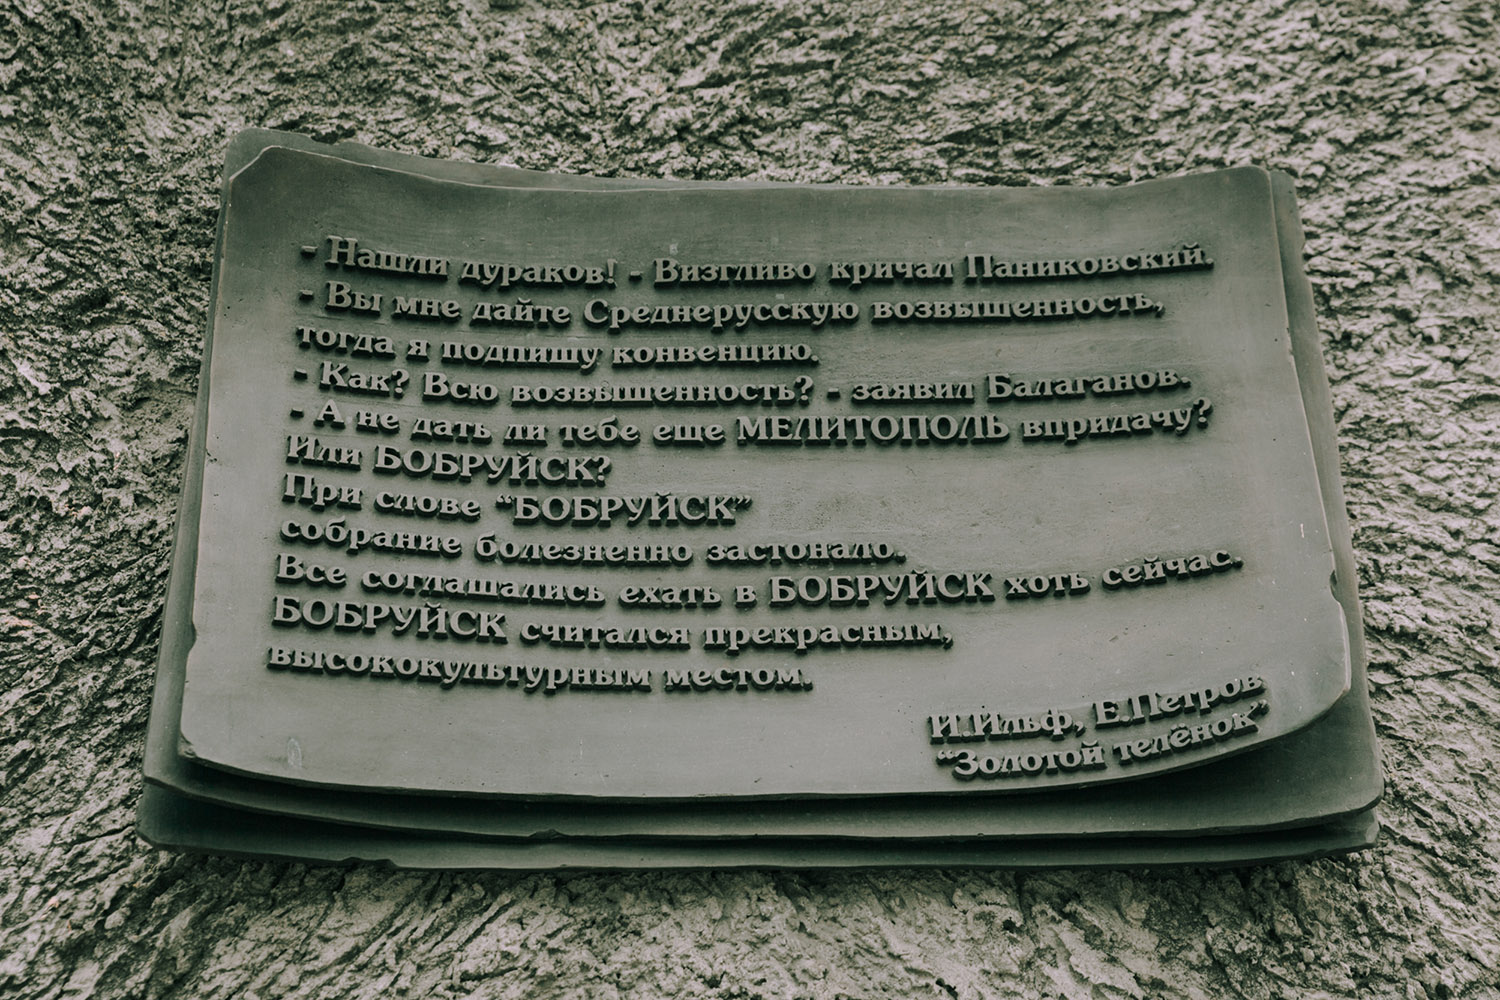 - Нашли дураков! - Визгливо кричал Паниковский.
- Вы мне дайте Среднерусскую возвышенность,
тогда я подпишу конвенцию.
- Как? Всю возвышенность? - заявил Балаганов.
- А не дать ли тебе еще МЕЛИТОПОЛЬ впридачу?
Или БОБРУЙСК?
При слове “БОБРУЙСК”
собрание болезненно застонало.
Все соглашались ехать в БОБРУЙСК хоть сейчас.
БОБРУЙСК считался прекрасным,
высококультурным местом.
И.Ильф, Е.Петров
“Золотой телёнок”